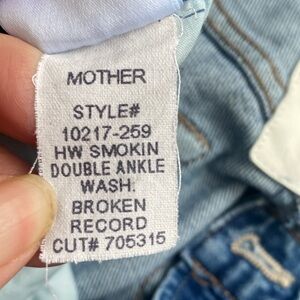 MOTHER
STYLE#
10217-259
HW SMOKIN
DOUBLE ANKLE
WASH.
BROKEN
RECORD
CUT# 705315